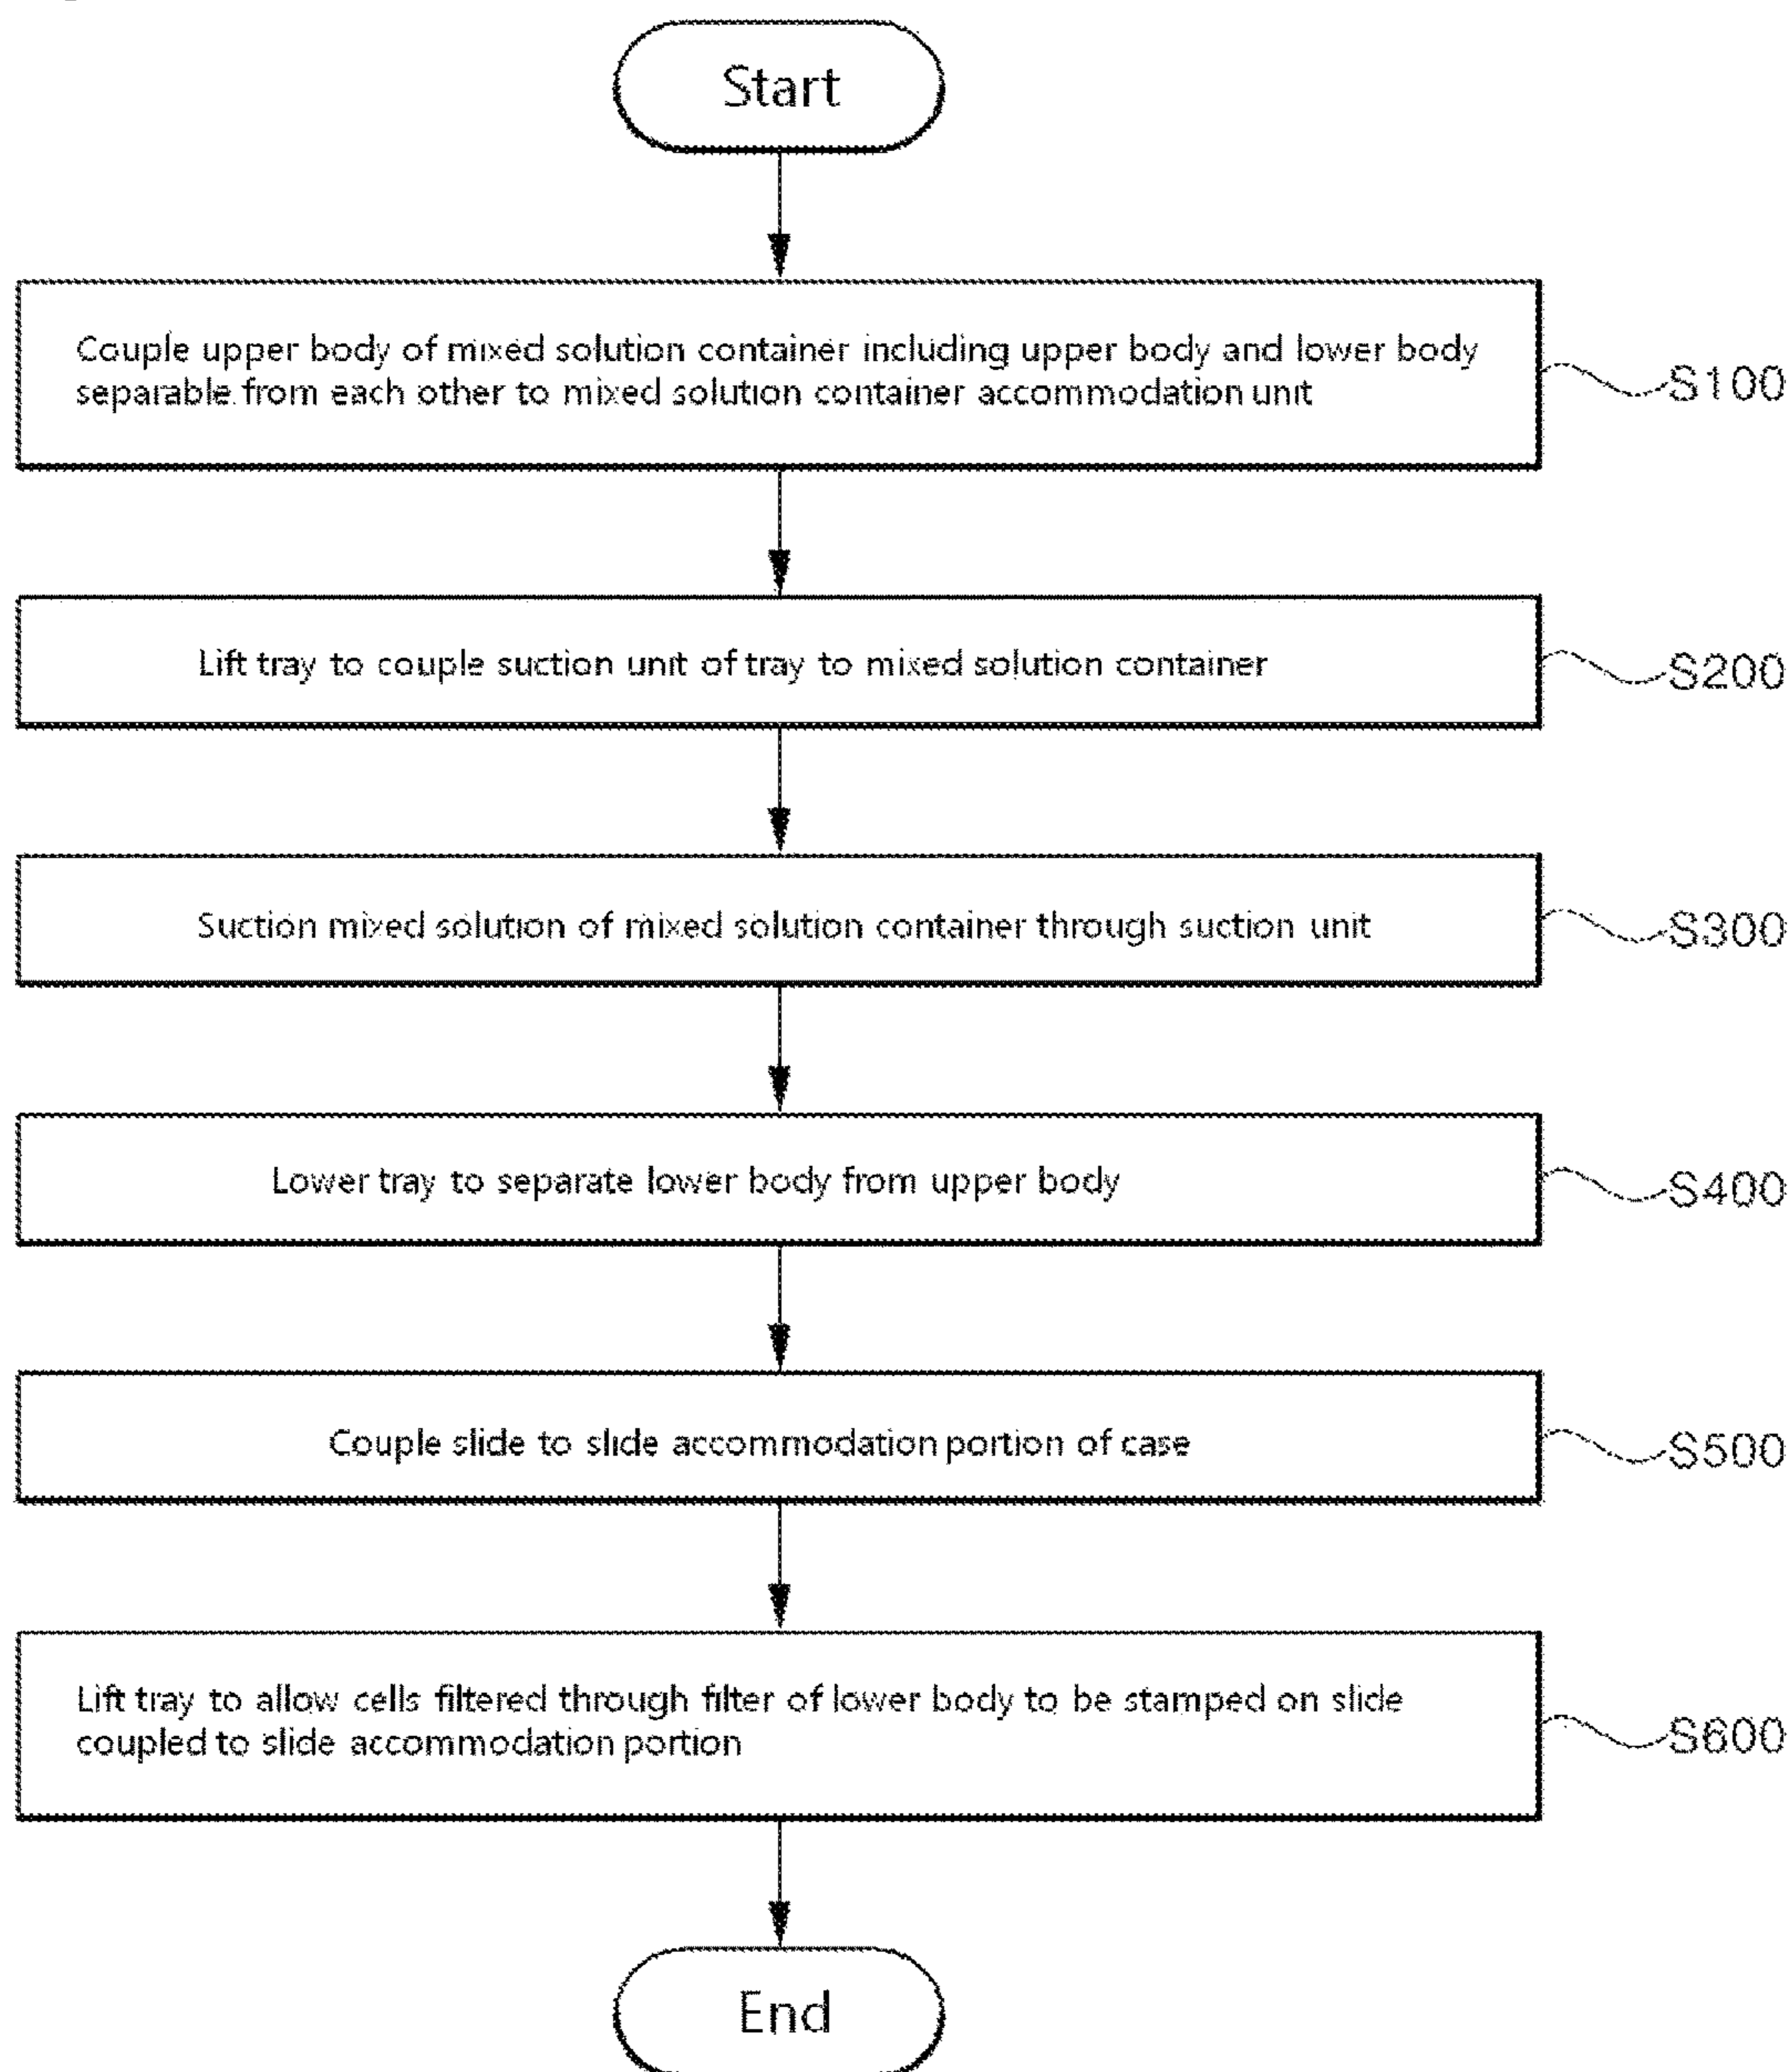 Start
Couple upper body of mixed solution container including upper body and lower body
separable from each other to mixed solution container accommodation unit
S100
Lift tray to couple suction unit of tray to mixed solution container
S200
Suction mixed solution of mixed solution container through suction unit
S300
Lower tray to separate lower body from upper body
S400
Couple slide to slide accommodation portion of case
S500
Lift tray to allow cells filtered through filter of lower body to be stamped on slide
coupled to slide accommodation portion
S600
End